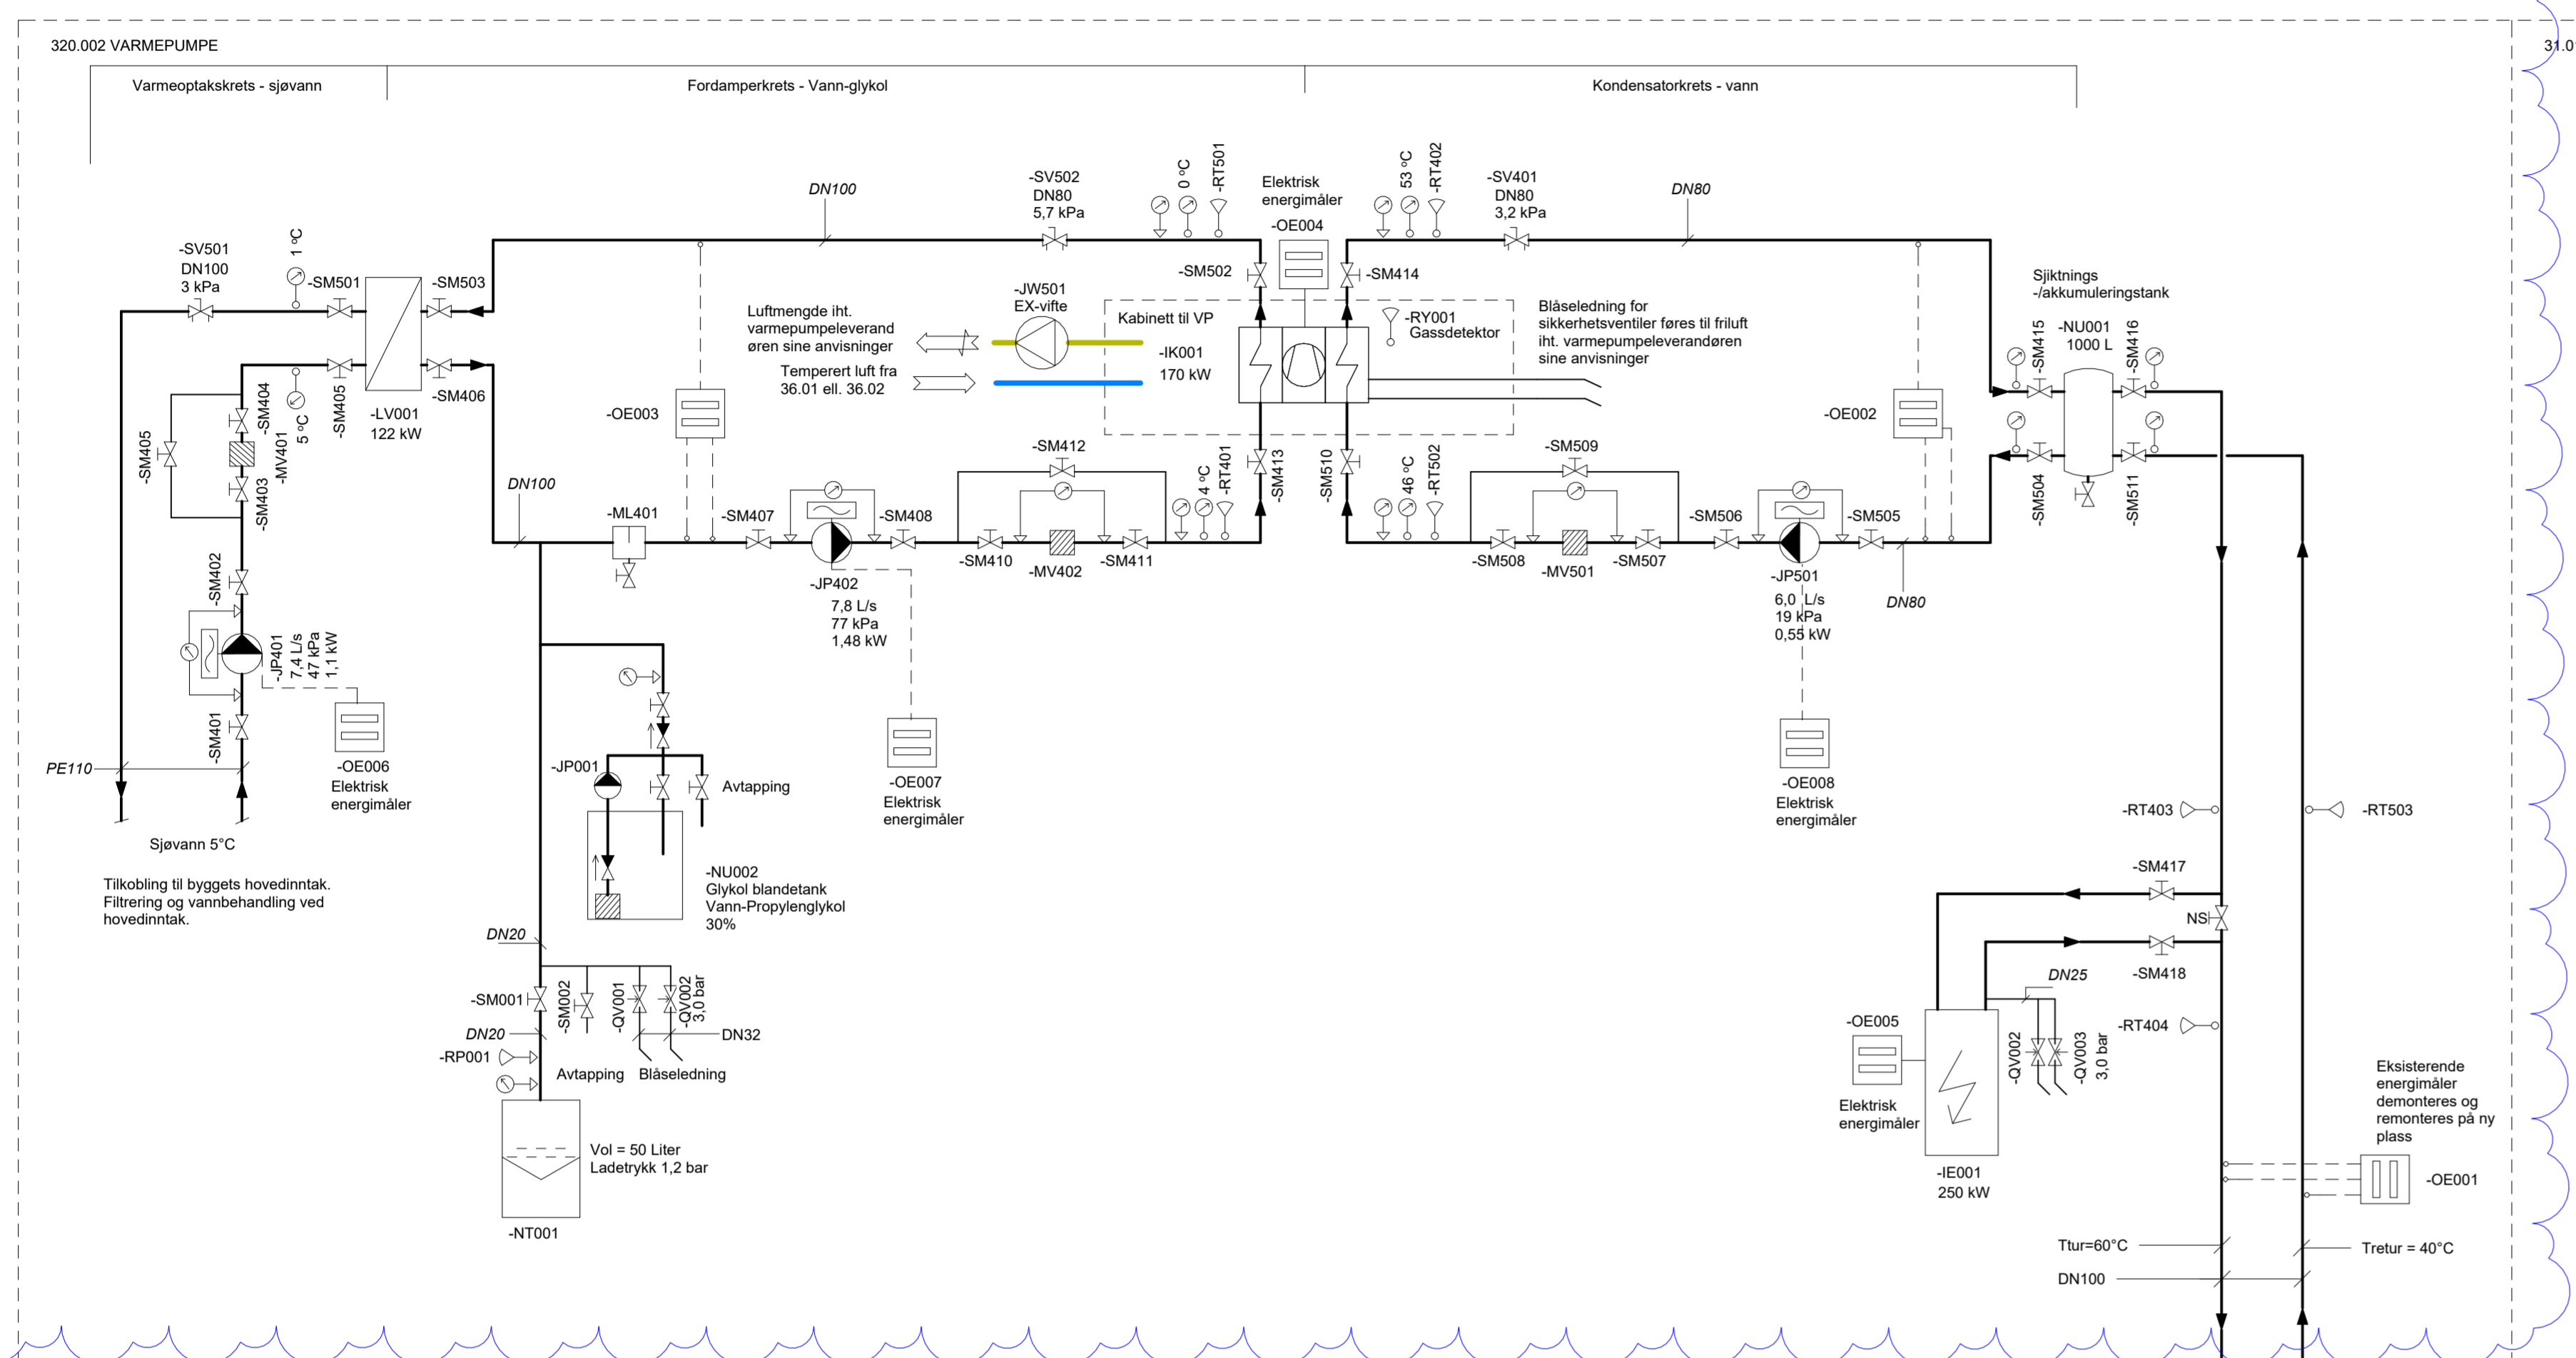 320.002 VARMEPUMPE
31.0
Varmeoptakskrets - sjøvann
Fordamperkrets - Vann-glykol
Kondensatorkrets - vann
-SV501
DN100
3 kPa
1 ºC
-SM501
-SM503
-SM404
-MV401
5 ºC
-SM405
-LV001
122 kW
-SM406
-SM405
-SM403
-SM402
-JP401
7,4 L/s
47 kPa
1,1 kW
-SM401
PE110
-OE006
Elektrisk
energimåler
Sjøvann 5°C
Tilkobling til byggets hovedinntak.
Filtrering og vannbehandling ved
hovedinntak.
DN100
-SV502
DN80
5,7 kPa
0 ºC
-RT501
Elektrisk
energimåler
-OE004
-SM502
-SM414
-JW501
EX-vifte
Luftmengde iht.
varmepumpeleverand
øren sine anvisninger
Temperert luft fra
36.01 ell. 36.02
Kabinett til VP
-IK001
170 kW
-RY001
Gassdetektor
Blåseledning for
sikkerhetsventiler føres til friluft
iht. varmepumpeleverandøren
sine anvisninger
53 ºC
-RT402
-SV401
DN80
3,2 kPa
DN80
Sjiktnings
-/akkumuleringstank
-NU001
1000 L
-SM415
-SM416
-SM504
-SM511
-OE003
-OE002
DN100
-ML401
-SM407
-JP402
7,8 L/s
77 kPa
1,48 kW
-SM408
-SM412
-SM410
-MV402
-SM411
4 ºC
-RT401
-SM413
-SM510
46 ºC
-RT502
-SM509
-SM508
-MV501
-SM507
-SM506
-JP501
6,0 L/s
19 kPa
0,55 kW
-SM505
DN80
-OE007
Elektrisk
energimåler
-OE008
Elektrisk
energimåler
-JP001
Avtapping
-NU002
Glykol blandetank
Vann-Propylenglykol
30%
DN20
-SM001
-SM002
-QV001
-QV002
3,0 bar
DN20
DN32
-RP001
Avtapping
Blåseledning
Vol = 50 Liter
Ladetrykk 1,2 bar
-NT001
-RT403
-RT503
-SM417
NS
-SM418
DN25
-OE005
Elektrisk
energimåler
-QV002
-QV003
3,0 bar
-RT404
-IE001
250 kW
Eksisterende
energimåler
demonteres og
remonteres på ny
plass
-OE001
Ttur=60°C
Tretur = 40°C
DN100